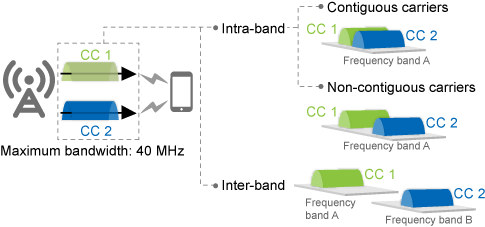 CC 1
CC 2
Maximum bandwidth: 40 MHz
Intra-band
Contiguous carriers
CC 1
CC 2
Frequency band A
Non-contiguous carriers
CC 1
CC 2
Frequency band A
Inter-band
CC 1
Frequency
band A
CC 2
Frequency band B